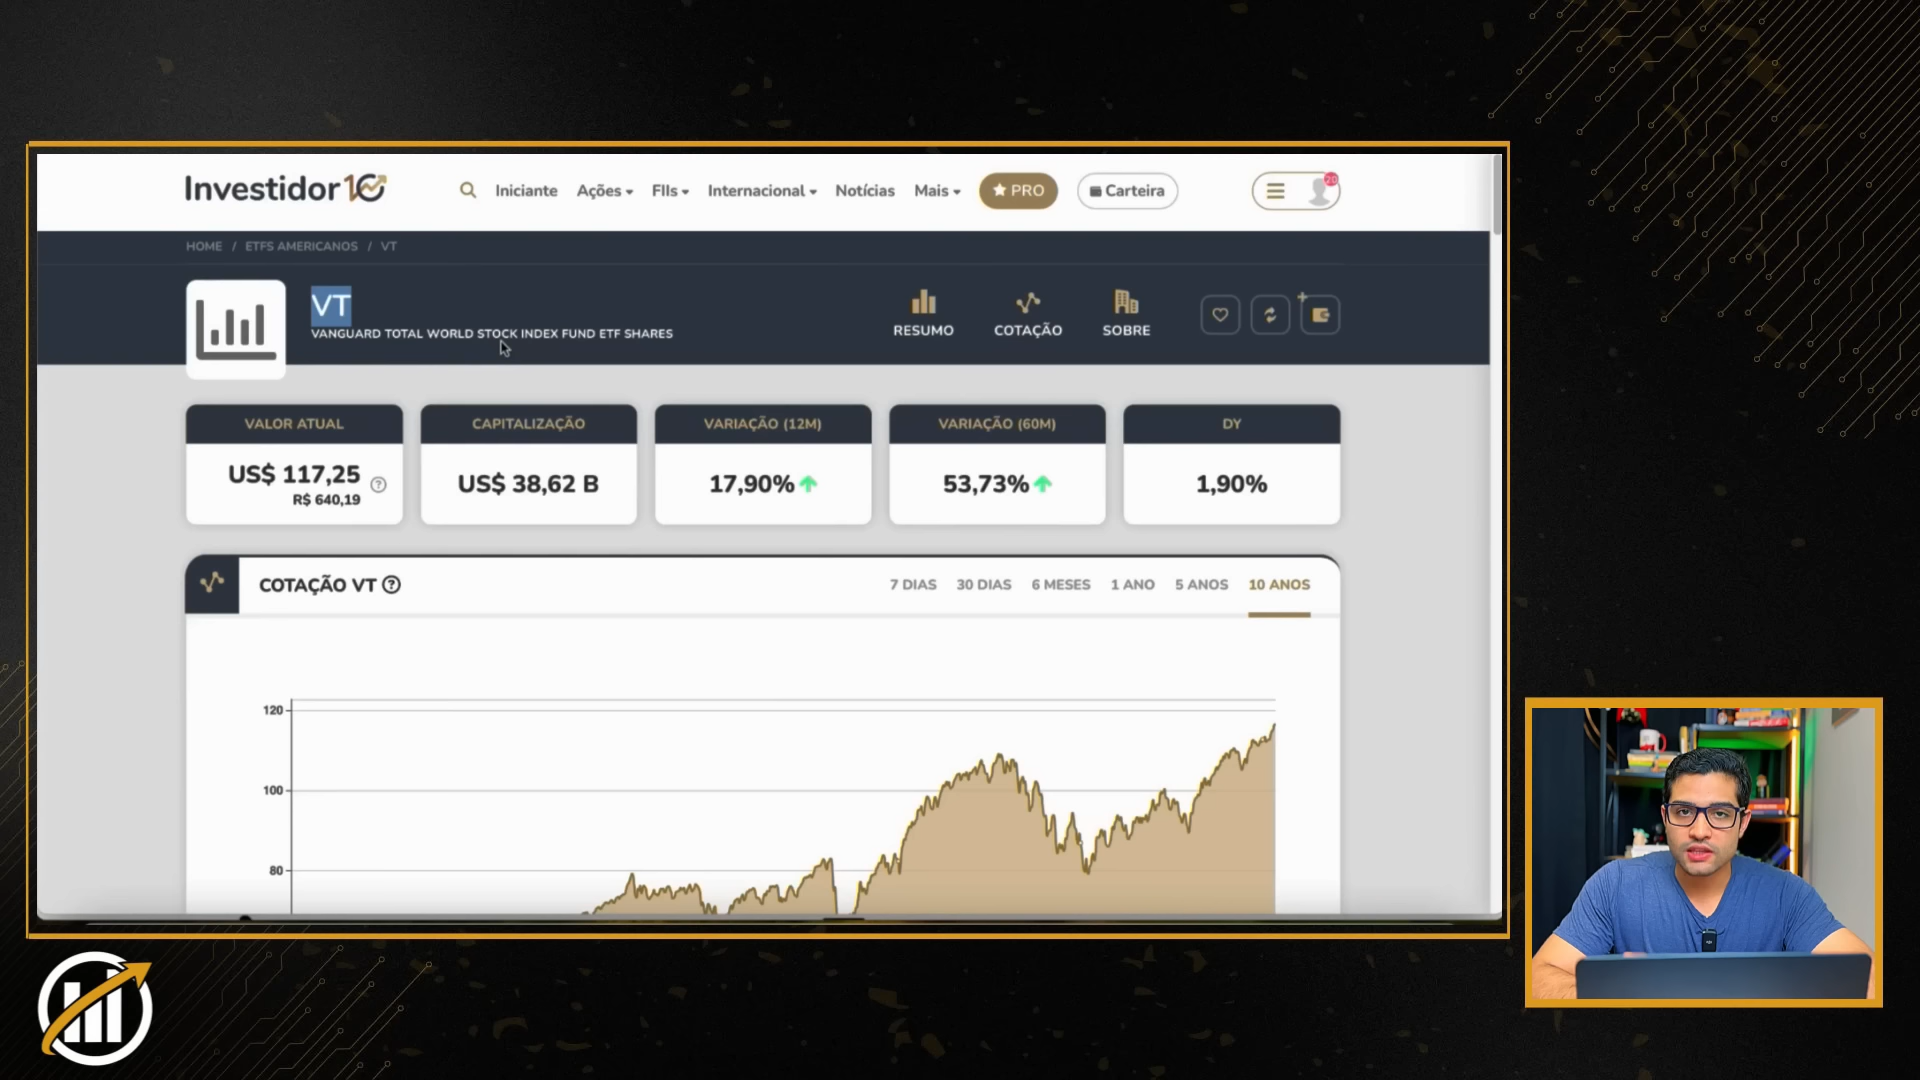 Investidor 10
Iniciante Ações FIIs Internacional Notícias Mais PRO Carteira
20
HOME / ETFS AMERICANOS / VT
VT
VANGUARD TOTAL WORLD STOCK INDEX FUND ETF SHARES
RESUMO COTAÇÃO SOBRE
VALOR ATUAL
US$ 117,25
R$ 640,19
CAPITALIZAÇÃO
US$ 38,62 B
VARIAÇÃO (12M)
17,90%
VARIAÇÃO (60M)
53,73%
DY
1,90%
COTAÇÃO VT
7 DIAS 30 DIAS 6 MESES 1 ANO 5 ANOS 10 ANOS
120
100
80